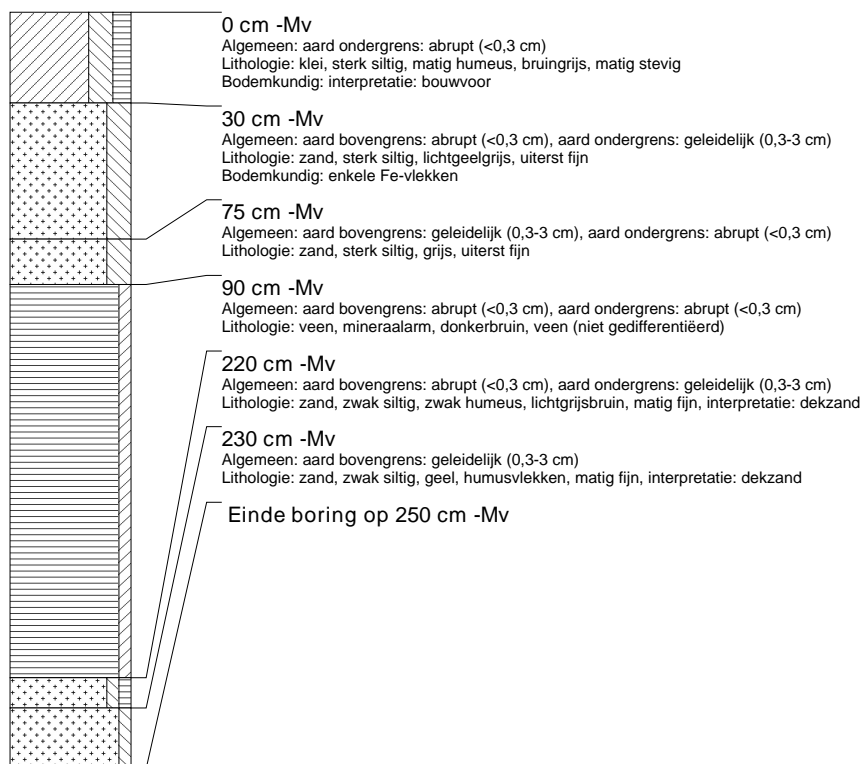 0 cm -Mv
Algemeen: aard ondergrens: abrupt (<0,3 cm)
Lithologie: klei, sterk siltig, matig humeus, bruingrijs, matig stevig
Bodemkundig: interpretatie: bouwvoor
30 cm -Mv
Algemeen: aard bovengrens: abrupt (<0,3 cm), aard ondergrens: geleidelijk (0,3-3 cm)
Lithologie: zand, sterk siltig, lichtgeelgrijs, uiterst fijn
Bodemkundig: enkele Fe-vlekken
75 cm -Mv
Algemeen: aard bovengrens: geleidelijk (0,3-3 cm), aard ondergrens: abrupt (<0,3 cm)
Lithologie: zand, sterk siltig, grijs, uiterst fijn
90 cm -Mv
Algemeen: aard bovengrens: abrupt (<0,3 cm), aard ondergrens: abrupt (<0,3 cm)
Lithologie: veen, mineraalarm, donkerbruin, veen (niet gedifferentiëerd)
220 cm -Mv
Algemeen: aard bovengrens: abrupt (<0,3 cm), aard ondergrens: geleidelijk (0,3-3 cm)
Lithologie: zand, zwak siltig, zwak humeus, lichtgrijsbruin, matig fijn, interpretatie: dekzand
230 cm -Mv
Algemeen: aard bovengrens: geleidelijk (0,3-3 cm)
Lithologie: zand, zwak siltig, geel, humusvlekken, matig fijn, interpretatie: dekzand
Einde boring op 250 cm -Mv